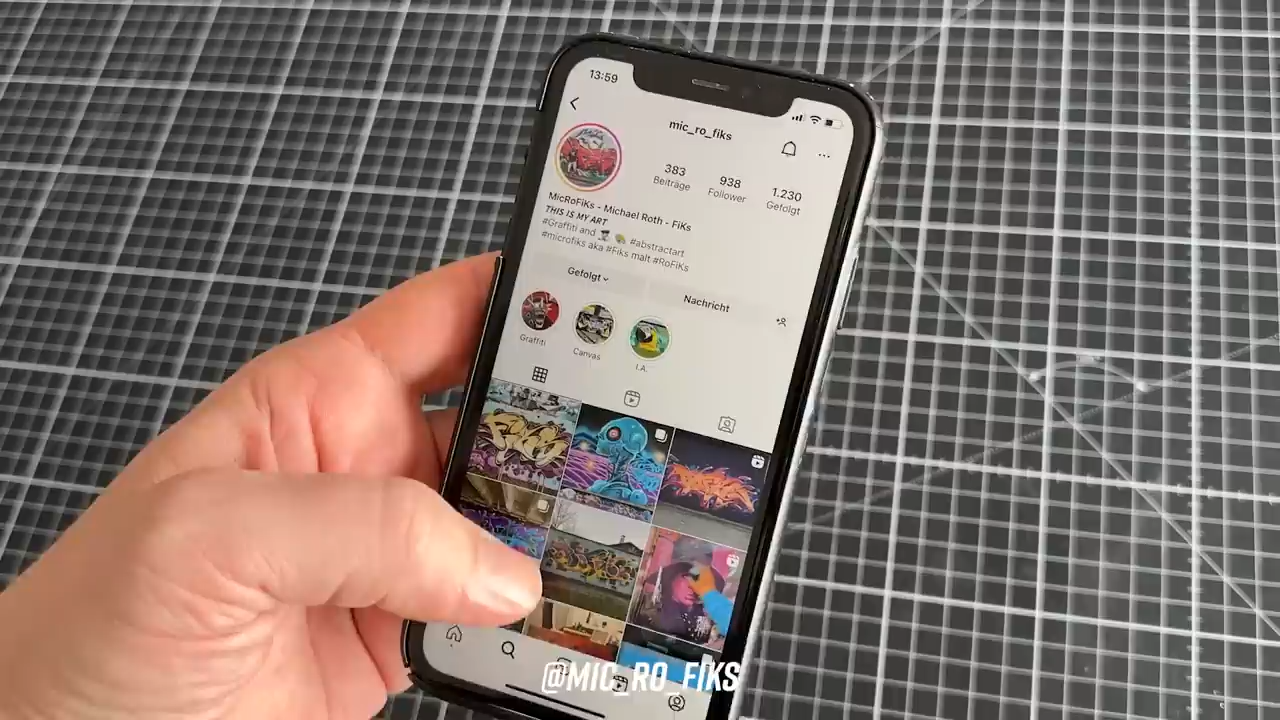 13:59
mic_ro_fiks
383 938 1.230
Beiträge Follower Gefolgt
MicRoFiKs - Michael Roth - FiKs
THIS IS MY ART
#Graffiti and #abstractart
#microfiks aka #Fiks malt #RoFiKs
Gefolgt Nachricht
Graffiti Canvas I.A.
@MIC_RO_FIKS